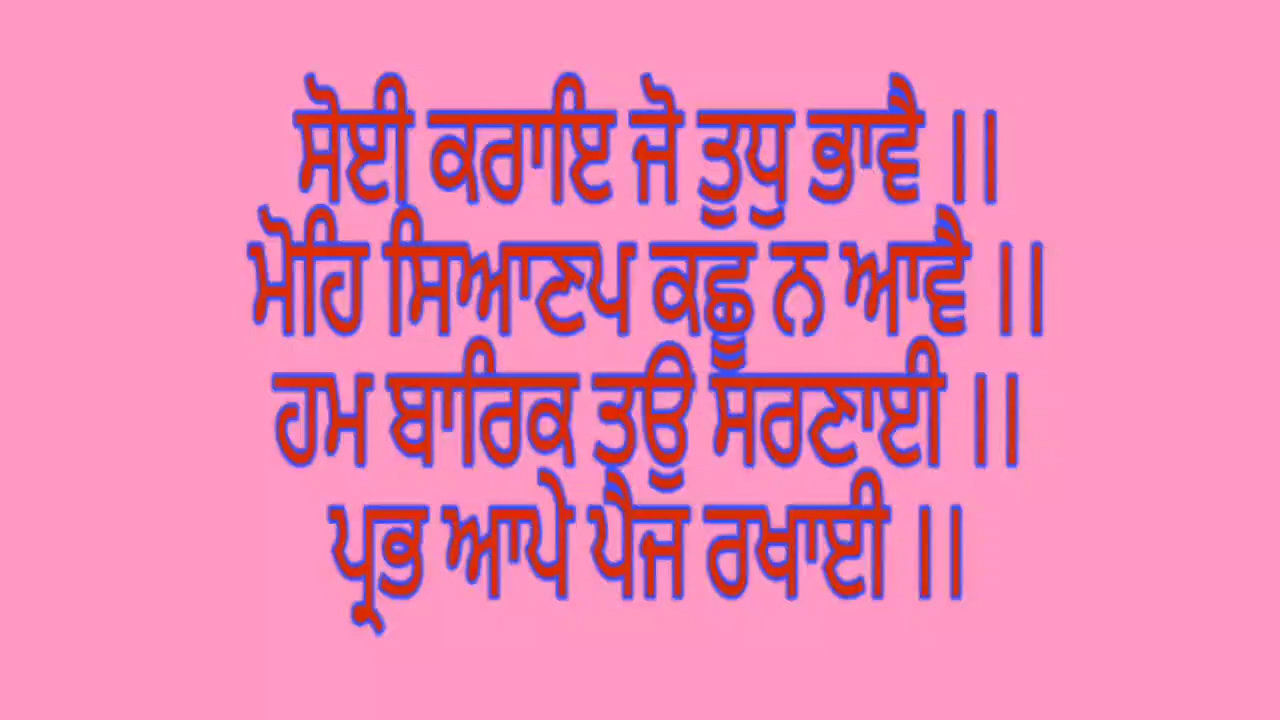 ਸੋਈ ਕਰਾਇ ਜੋ ਤੁਧੁ ਭਾਵੈ ॥
ਮੋਹਿ ਸਿਆਣਪ ਕਛੂ ਨ ਆਵੈ ॥
ਹਮ ਬਾਰਿਕ ਤਉ ਸਰਣਾਈ ॥
ਪ੍ਰਭ ਆਪੇ ਪੈਜ ਰਖਾਈ ॥